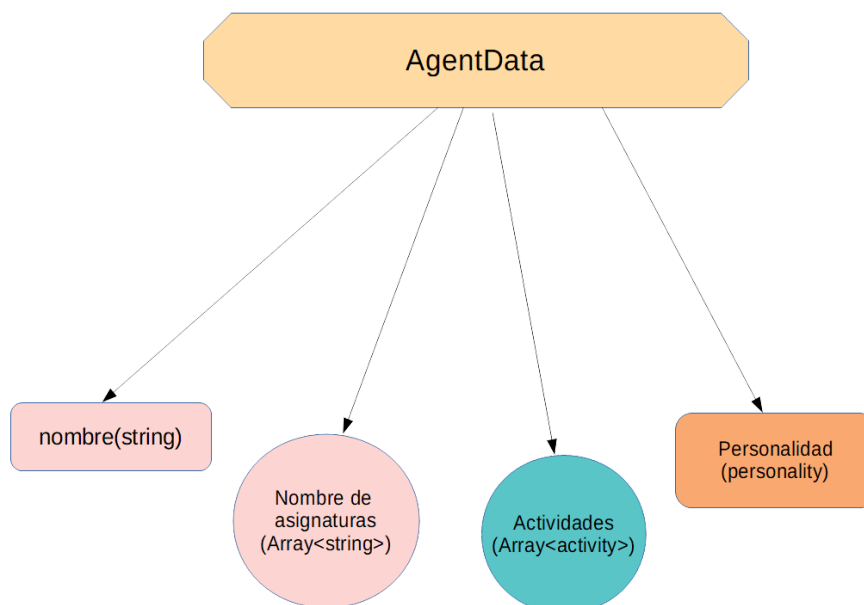 AgentData
nombre(string)
Nombre de
asignaturas
(Array<string>)
Actividades
(Array<activity>)
Personalidad
(personality)